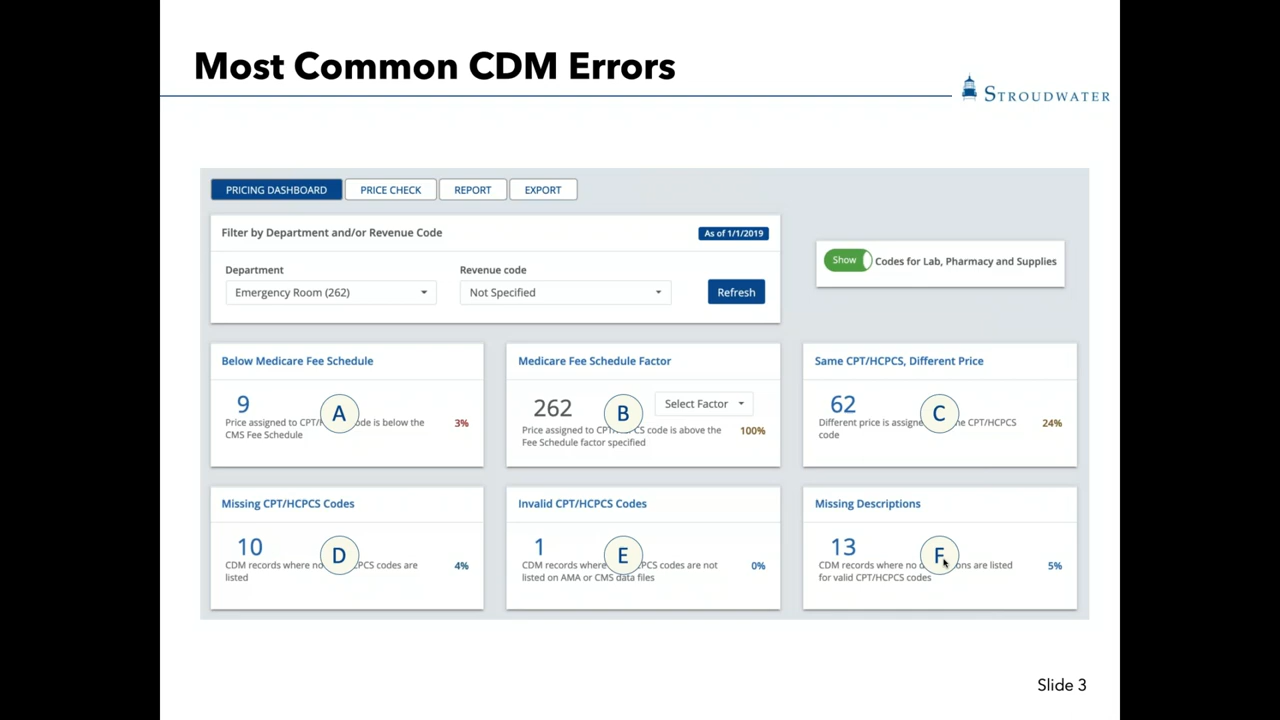 Most Common CDM Errors
STROUDWATER
PRICING DASHBOARD
PRICE CHECK
REPORT
EXPORT
Filter by Department and/or Revenue Code
As of 1/1/2019
Department
Revenue code
Emergency Room (262)
Not Specified
Refresh
Show
Codes for Lab, Pharmacy and Supplies
Below Medicare Fee Schedule
9
A
Price assigned to CPT/ ode is below the
CMS Fee Schedule
3%
Medicare Fee Schedule Factor
262
B
Select Factor
Price assigned to CPT/ CS code is above the
Fee Schedule factor specified
100%
Same CPT/HCPCS, Different Price
62
C
Different price is assigne e CPT/HCPCS
code
24%
Missing CPT/HCPCS Codes
10
D
CDM records where no PCS codes are
listed
4%
Invalid CPT/HCPCS Codes
1
E
CDM records where PCS codes are not
listed on AMA or CMS data files
0%
Missing Descriptions
13
F
CDM records where no d ons are listed
for valid CPT/HCPCS codes
5%
Slide 3